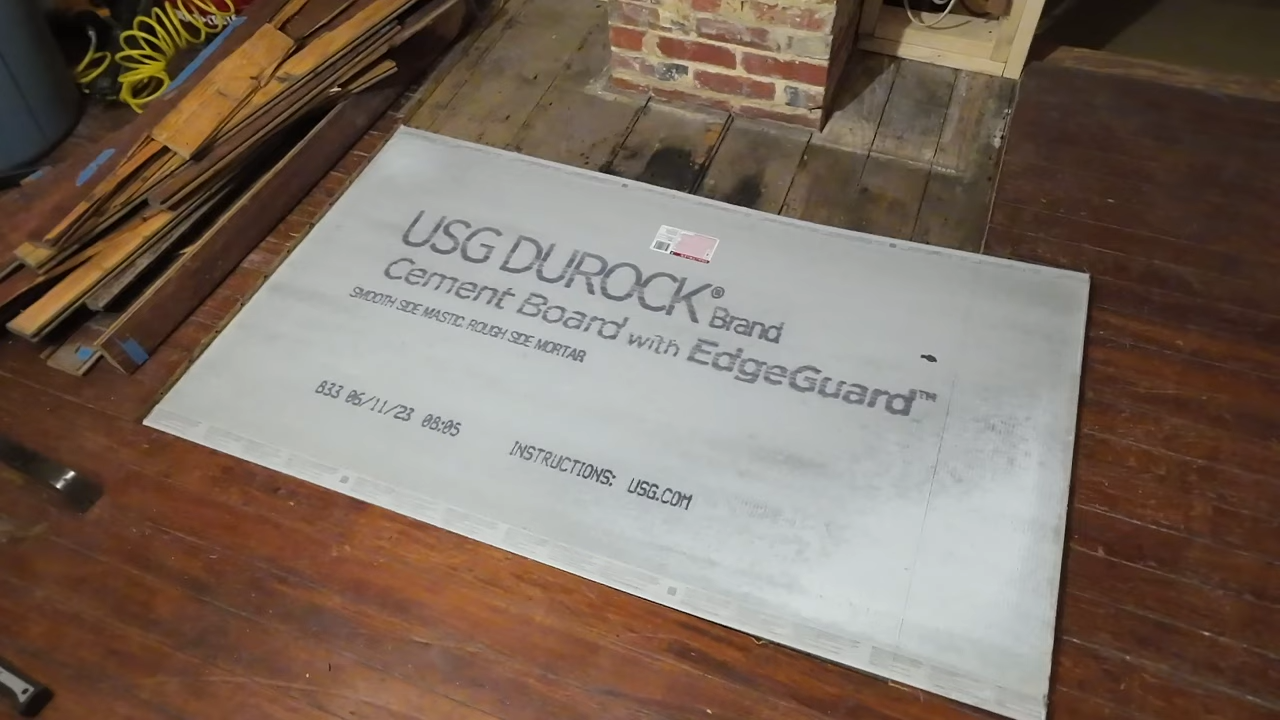 USG DUROCK® Brand
Cement Board with EdgeGuard™
SMOOTH SIDE MASTIC, ROUGH SIDE MORTAR
833 06/11/23 08:05
INSTRUCTIONS: USG.COM